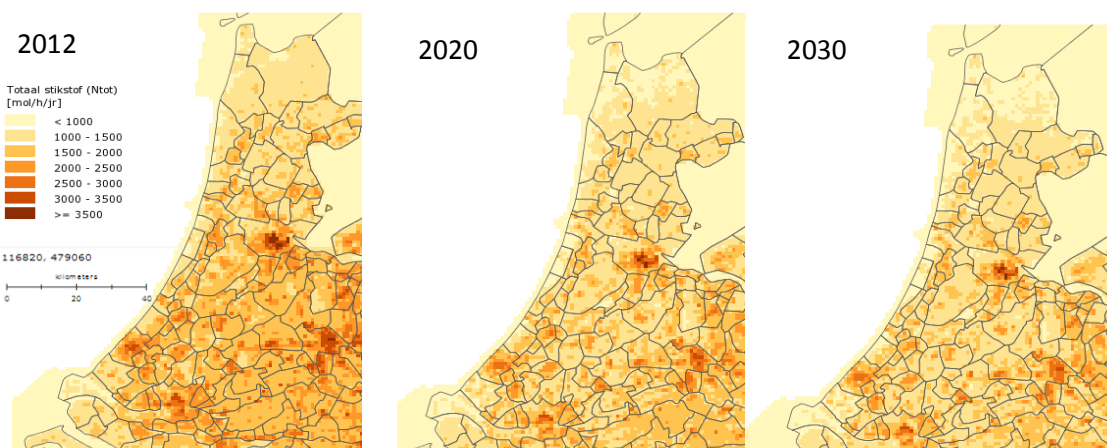 2012
2020
2030
Totaal stikstof (Ntot)
[mol/h/jr]
< 1000
1000 - 1500
1500 - 2000
2000 - 2500
2500 - 3000
3000 - 3500
>= 3500
116820, 479060
kilometers
0 20 40